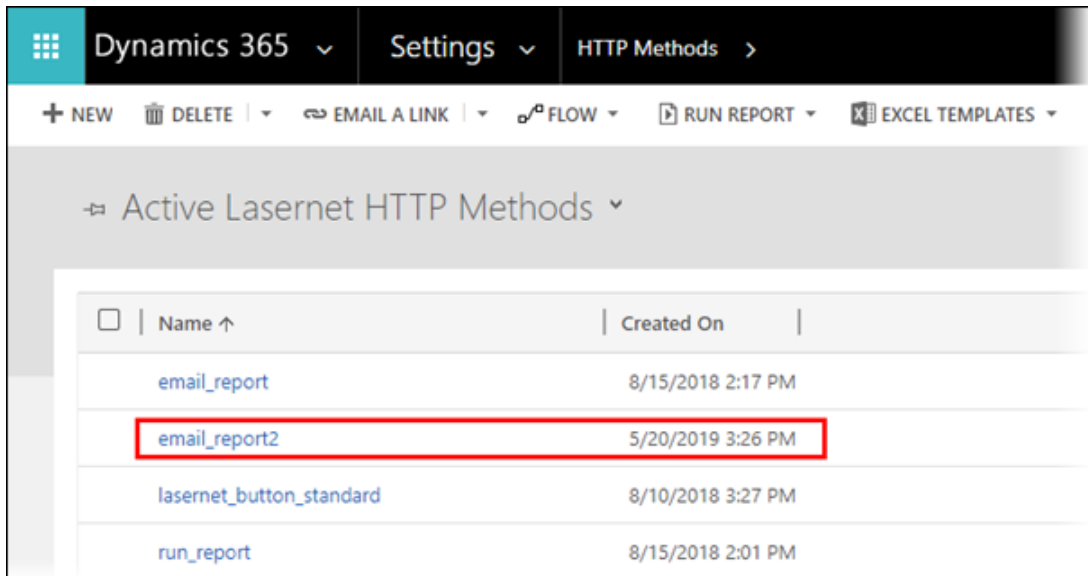 Dynamics 365 Settings HTTP Methods
NEW DELETE EMAIL A LINK FLOW RUN REPORT EXCEL TEMPLATES
Active Lasernet HTTP Methods
Name Created On
email_report 8/15/2018 2:17 PM
email_report2 5/20/2019 3:26 PM
lasernet_button_standard 8/10/2018 3:27 PM
run_report 8/15/2018 2:01 PM